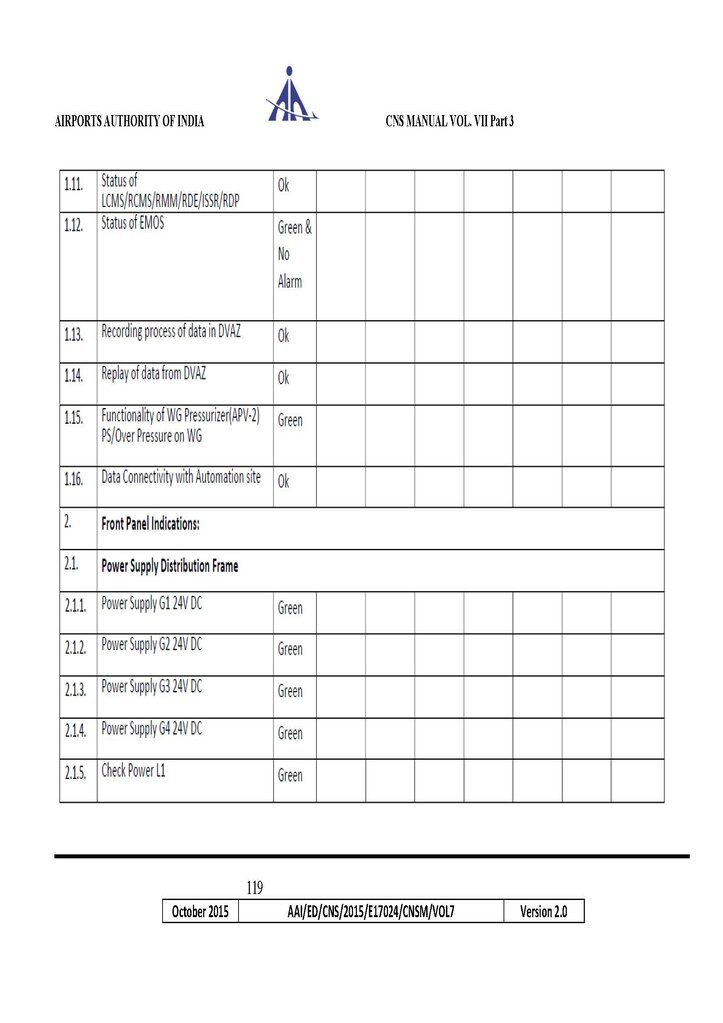 AIRPORTS AUTHORITY OF INDIA CNS MANUAL VOL. VII Part 3
1.11. Status of LCMS/RCMS/RMM/RDE/ISSR/RDP Ok
1.12. Status of EMOS Green & No Alarm
1.13. Recording process of data in DVAZ Ok
1.14. Replay of data from DVAZ Ok
1.15. Functionality of WG Pressurizer(APV-2) PS/Over Pressure on WG Green
1.16. Data Connectivity with Automation site Ok
2. Front Panel Indications:
2.1. Power Supply Distribution Frame
2.1.1. Power Supply G1 24V DC Green
2.1.2. Power Supply G2 24V DC Green
2.1.3. Power Supply G3 24V DC Green
2.1.4. Power Supply G4 24V DC Green
2.1.5. Check Power L1 Green
119
October 2015 AAI/ED/CNS/2015/E17024/CNSM/VOL7 Version 2.0